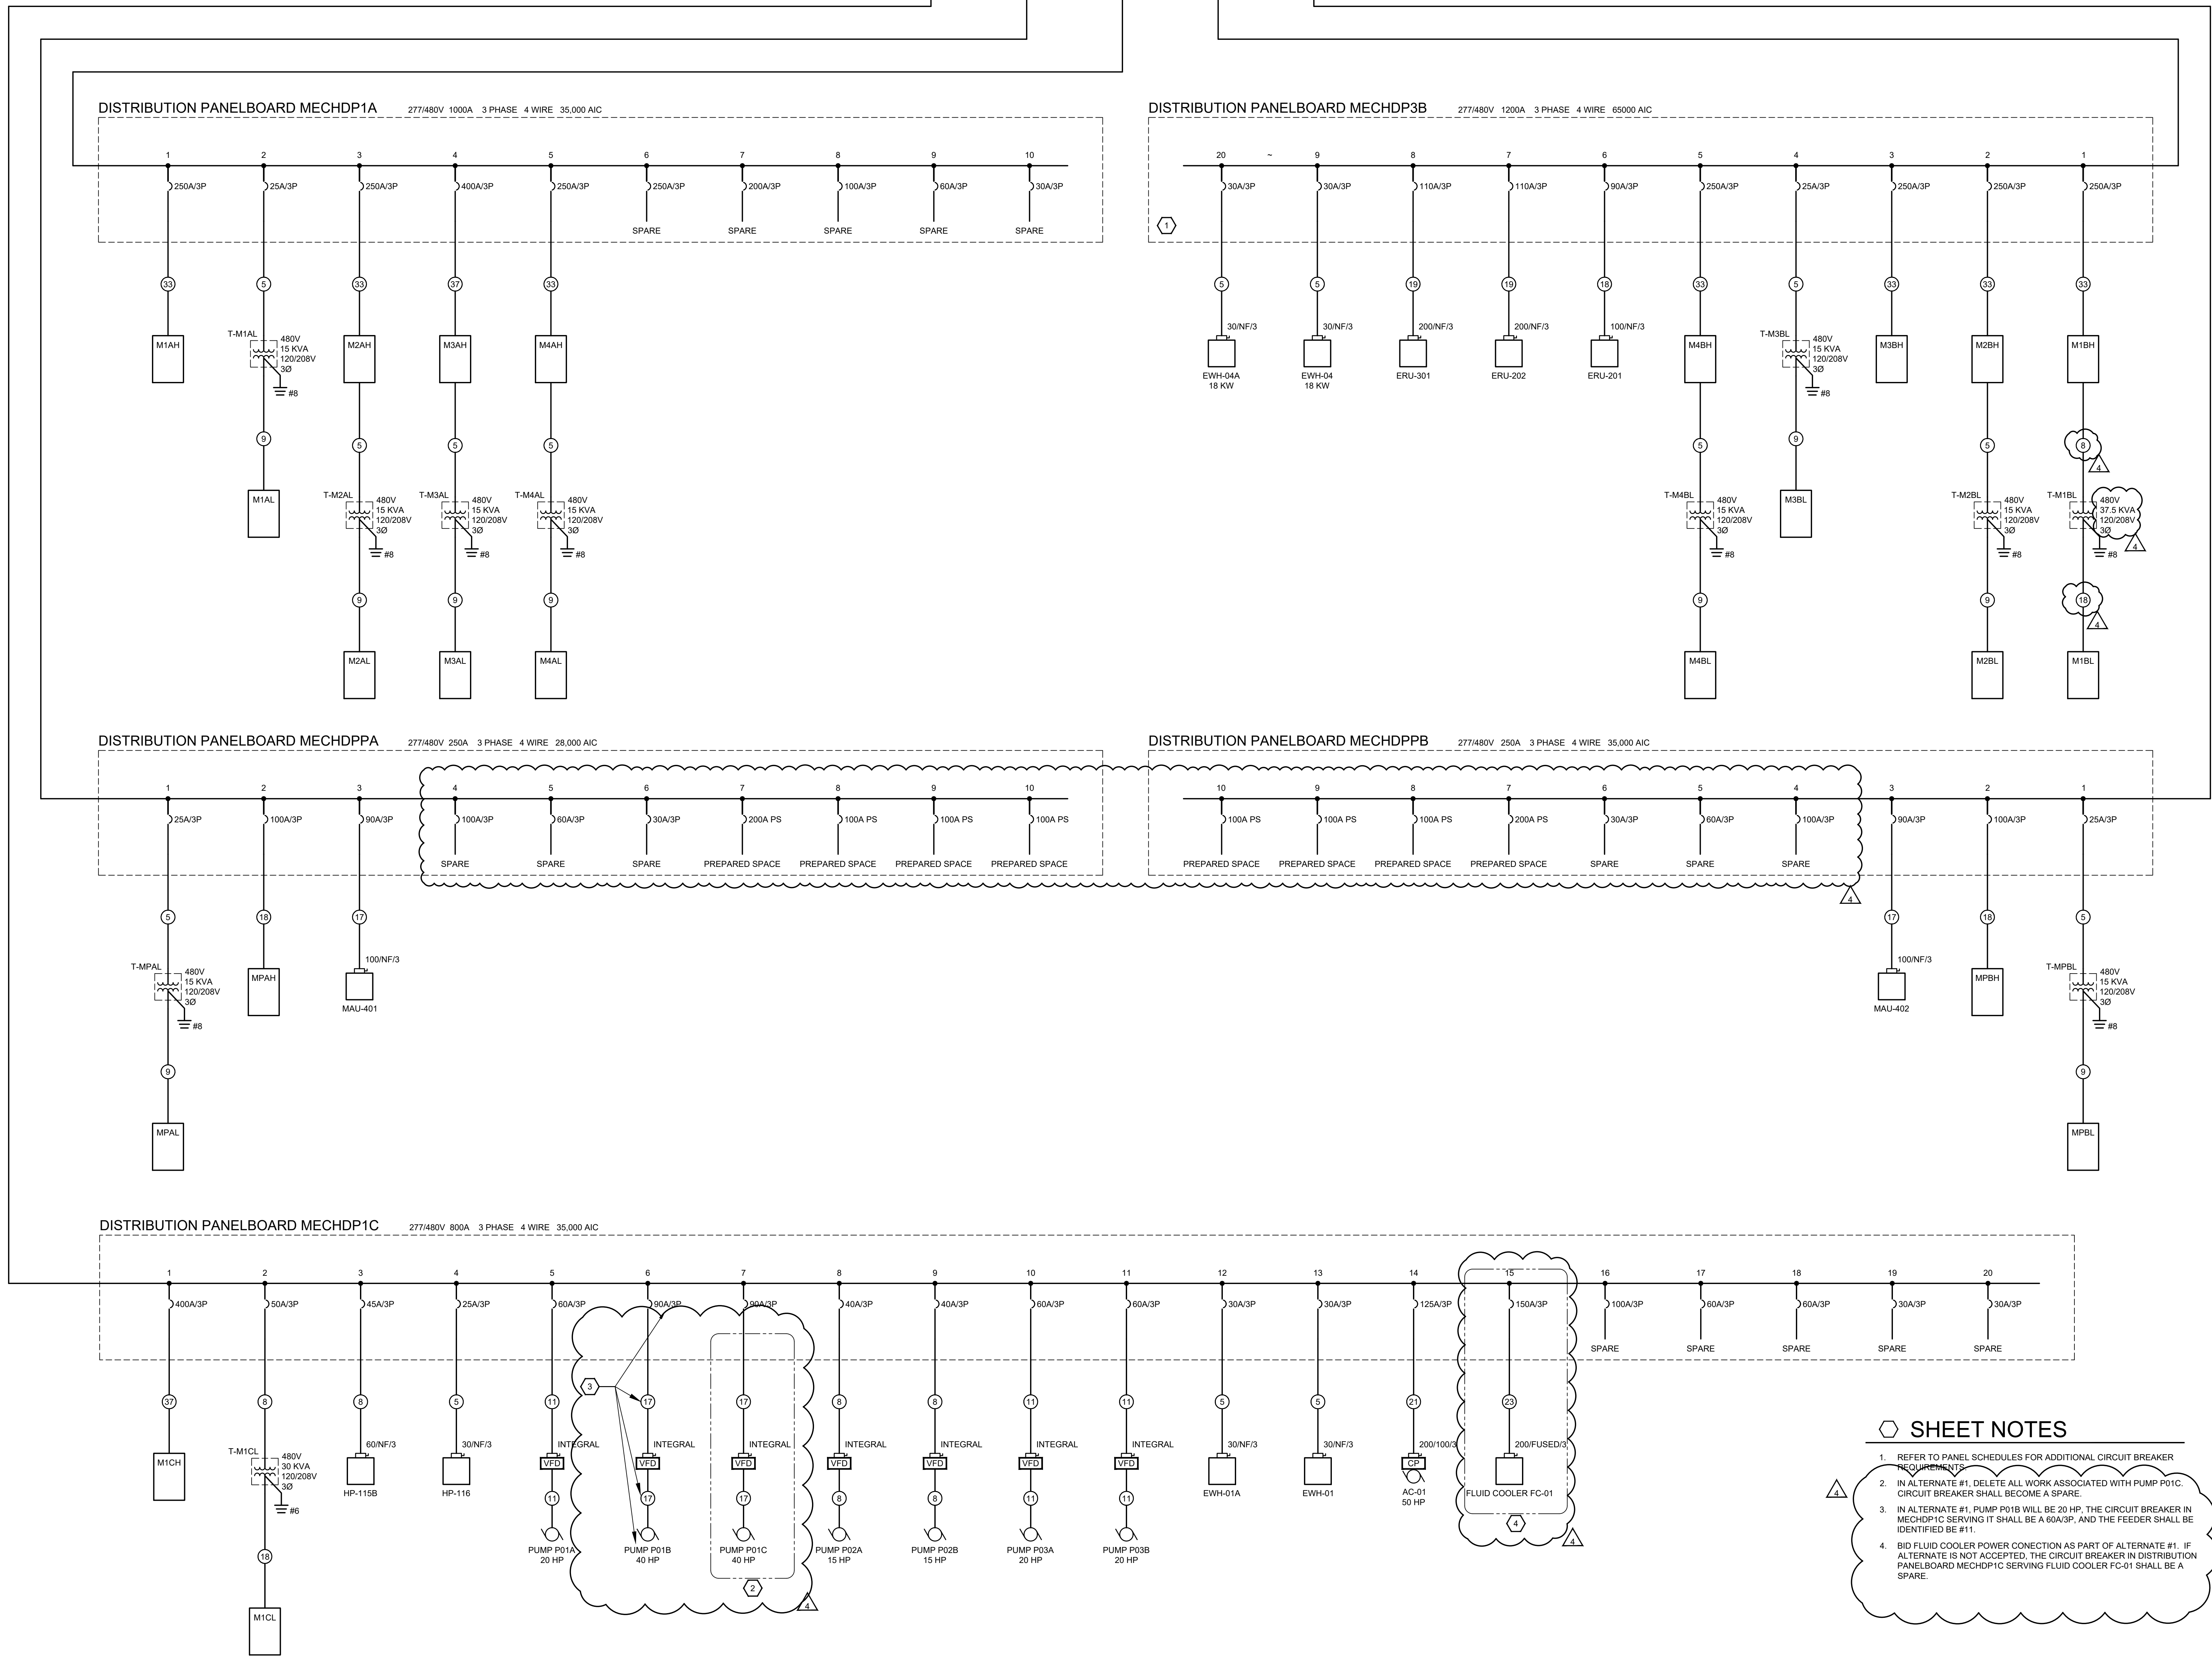 DISTRIBUTION PANELBOARD MECHDP1A 277/480V 1000A 3 PHASE 4 WIRE 35,000 AIC
1 2 3 4 5 6 7 8 9 10
250A/3P 25A/3P 250A/3P 400A/3P 250A/3P 250A/3P 200A/3P 100A/3P 60A/3P 30A/3P
SPARE SPARE SPARE SPARE SPARE
33 5 33 37 33
M1AH
T-M1AL
480V
15 KVA
120/208V
3Ø
#8
M2AH M3AH M4AH
9 5 5 5
M1AL
T-M2AL
480V
15 KVA
120/208V
3Ø
#8
T-M3AL
480V
15 KVA
120/208V
3Ø
#8
T-M4AL
480V
15 KVA
120/208V
3Ø
#8
9 9 9
M2AL M3AL M4AL
DISTRIBUTION PANELBOARD MECHDP3B 277/480V 1200A 3 PHASE 4 WIRE 65000 AIC
20 ~ 9 8 7 6 5 4 3 2 1
30A/3P 30A/3P 110A/3P 110A/3P 90A/3P 250A/3P 25A/3P 250A/3P 250A/3P 250A/3P
1
5 5 19 19 18 33 5 33 33 33
30/NF/3 30/NF/3 200/NF/3 200/NF/3 100/NF/3
EWH-04A
18 KW
EWH-04
18 KW
ERU-301
ERU-202
ERU-201
M4BH
T-M3BL
480V
15 KVA
120/208V
3Ø
#8
M3BH M2BH M1BH
5 9 5 8
4
T-M4BL
480V
15 KVA
120/208V
3Ø
#8
M3BL
T-M2BL
480V
15 KVA
120/208V
3Ø
#8
T-M1BL
480V
37.5 KVA
120/208V
3Ø
#8
4
9 9 18
4
M4BL M2BL M1BL
DISTRIBUTION PANELBOARD MECHDPPA 277/480V 250A 3 PHASE 4 WIRE 28,000 AIC
1 2 3 4 5 6 7 8 9 10
25A/3P 100A/3P 90A/3P 100A/3P 60A/3P 30A/3P 200A PS 100A PS 100A PS 100A PS
SPARE SPARE SPARE PREPARED SPACE PREPARED SPACE PREPARED SPACE PREPARED SPACE
5 18 17
T-MPAL
480V
15 KVA
120/208V
3Ø
#8
MPAH
100/NF/3
MAU-401
9
MPAL
DISTRIBUTION PANELBOARD MECHDPPB 277/480V 250A 3 PHASE 4 WIRE 35,000 AIC
10 9 8 7 6 5 4 3 2 1
100A PS 100A PS 100A PS 200A PS 30A/3P 60A/3P 100A/3P 90A/3P 100A/3P 25A/3P
PREPARED SPACE PREPARED SPACE PREPARED SPACE PREPARED SPACE SPARE SPARE SPARE
4
17 18 5
100/NF/3
MAU-402
MPBH
T-MPBL
480V
15 KVA
120/208V
3Ø
#8
9
MPBL
DISTRIBUTION PANELBOARD MECHDP1C 277/480V 800A 3 PHASE 4 WIRE 35,000 AIC
1 2 3 4 5 6 7 8 9 10 11 12 13 14 15 16 17 18 19 20
400A/3P 50A/3P 45A/3P 25A/3P 60A/3P 90A/3P 90A/3P 40A/3P 40A/3P 60A/3P 60A/3P 30A/3P 30A/3P 125A/3P 150A/3P 100A/3P 60A/3P 60A/3P 30A/3P 30A/3P
SPARE SPARE SPARE SPARE SPARE
3
37 8 8 5 11 17 17 8 8 11 11 5 5 21 23
60/NF/3 30/NF/3 INTEGRAL INTEGRAL INTEGRAL INTEGRAL INTEGRAL INTEGRAL INTEGRAL 30/NF/3 30/NF/3 200/100/3 200/FUSED/3
M1CH
T-M1CL
480V
30 KVA
120/208V
3Ø
#6
HP-115B
HP-116
VFD VFD VFD VFD VFD VFD VFD CP
11 17 17 8 8 11 11
EWH-01A
EWH-01
AC-01
50 HP
FLUID COOLER FC-01
4
4
PUMP P01A
20 HP
PUMP P01B
40 HP
PUMP P01C
40 HP
PUMP P02A
15 HP
PUMP P02B
15 HP
PUMP P03A
20 HP
PUMP P03B
20 HP
2
4
18
M1CL
SHEET NOTES
1. REFER TO PANEL SCHEDULES FOR ADDITIONAL CIRCUIT BREAKER
REQUIREMENTS.
4
2. IN ALTERNATE #1, DELETE ALL WORK ASSOCIATED WITH PUMP P01C.
CIRCUIT BREAKER SHALL BECOME A SPARE.
3. IN ALTERNATE #1, PUMP P01B WILL BE 20 HP, THE CIRCUIT BREAKER IN
MECHDP1C SERVING IT SHALL BE A 60A/3P, AND THE FEEDER SHALL BE
IDENTIFIED BE #11.
4. BID FLUID COOLER POWER CONECTION AS PART OF ALTERNATE #1. IF
ALTERNATE IS NOT ACCEPTED, THE CIRCUIT BREAKER IN DISTRIBUTION
PANELBOARD MECHDP1C SERVING FLUID COOLER FC-01 SHALL BE A
SPARE.